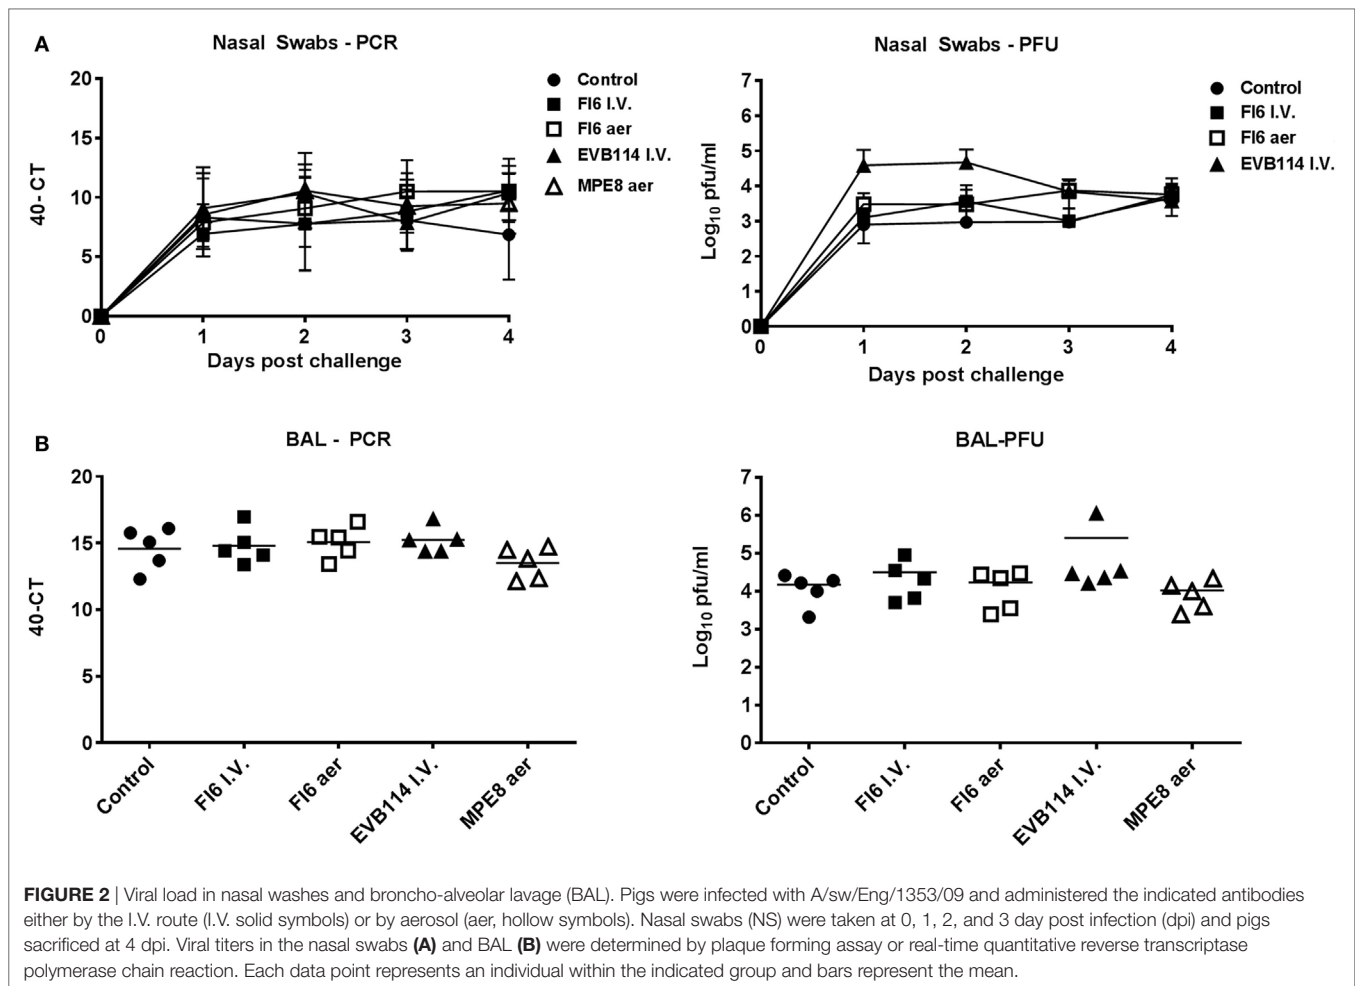 A
Nasal Swabs - PCR
20
15
10
5
0
40- CT
0 1 2 3 4
Days post challenge
Control
FI6 I.V.
FI6 aer
EVB114 I.V.
MPE8 aer
Nasal Swabs - PFU
7
6
5
4
3
2
1
0
Log10 pfu/ml
0 1 2 3 4
Days post challenge
Control
FI6 I.V.
FI6 aer
EVB114 I.V.
B
BAL - PCR
20
15
10
5
0
40-CT
Control
FI6 I.V.
FI6 aer
EVB114 I.V.
MPE8 aer
BAL-PFU
7
6
5
4
3
2
1
0
Log10 pfu/ml
Control
FI6 I.V.
FI6 aer
EVB114 I.V.
MPE8 aer
FIGURE 2 | Viral load in nasal washes and broncho-alveolar lavage (BAL). Pigs were infected with A/sw/Eng/1353/09 and administered the indicated antibodies
either by the I.V. route (I.V. solid symbols) or by aerosol (aer, hollow symbols). Nasal swabs (NS) were taken at 0, 1, 2, and 3 day post infection (dpi) and pigs
sacrificed at 4 dpi. Viral titers in the nasal swabs (A) and BAL (B) were determined by plaque forming assay or real-time quantitative reverse transcriptase
polymerase chain reaction. Each data point represents an individual within the indicated group and bars represent the mean.